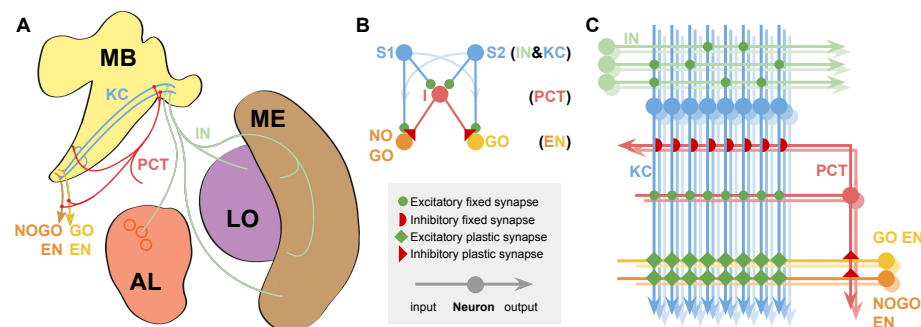 A
MB
KC
IN
ME
PCT
LO
NOGO GO
EN EN
AL
B
S1 S2 (IN&KC)
I (PCT)
NO
GO GO (EN)
Excitatory fixed synapse
Inhibitory fixed synapse
Excitatory plastic synapse
Inhibitory plastic synapse
input Neuron output
C
IN
KC
PCT
GO EN
NOGO
EN